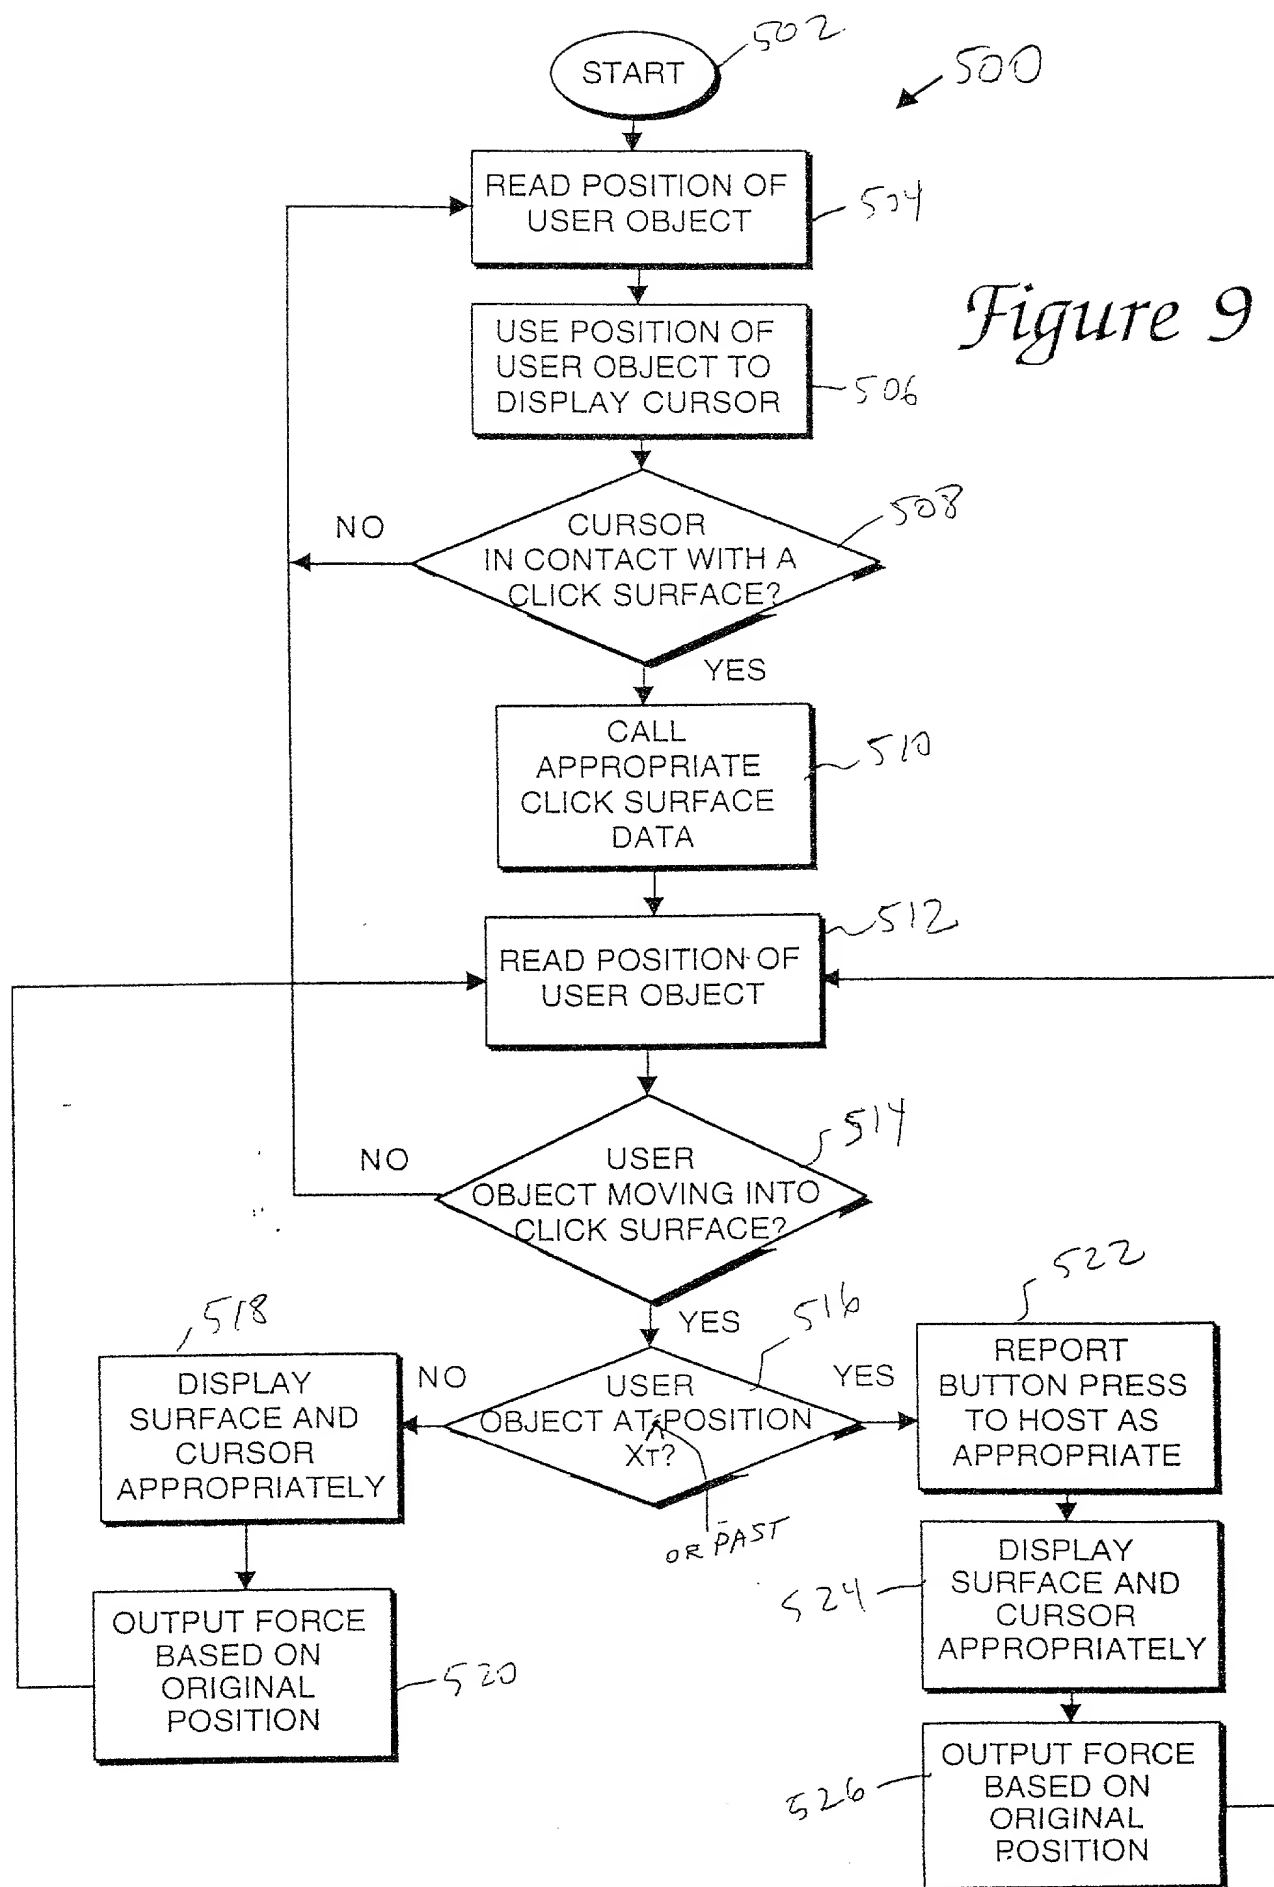 502
START
500
READ POSITION OF
USER OBJECT
504
Figure 9
USE POSITION OF
USER OBJECT TO
DISPLAY CURSOR
506
508
NO
CURSOR
IN CONTACT WITH A
CLICK SURFACE?
YES
CALL
APPROPRIATE
CLICK SURFACE
DATA
510
512
READ POSITION OF
USER OBJECT
514
NO
USER
OBJECT MOVING INTO
CLICK SURFACE?
YES
516
522
518
DISPLAY
SURFACE AND
CURSOR
APPROPRIATELY
NO
USER
OBJECT AT POSITION
XT?
OR PAST
YES
REPORT
BUTTON PRESS
TO HOST AS
APPROPRIATE
DISPLAY
SURFACE AND
CURSOR
APPROPRIATELY
524
OUTPUT FORCE
BASED ON
ORIGINAL
POSITION
520
OUTPUT FORCE
BASED ON
ORIGINAL
POSITION
526